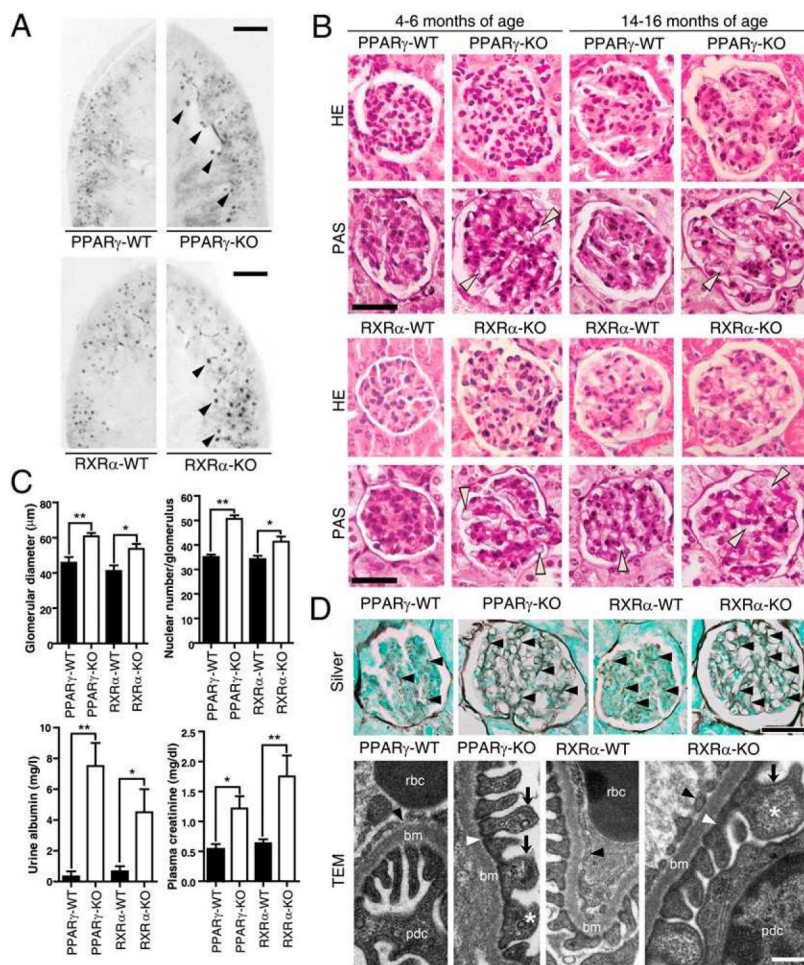 A
PPARγ-WT PPARγ-KO
RXRα-WT RXRα-KO
B
4-6 months of age 14-16 months of age
PPARγ-WT PPARγ-KO PPARγ-WT PPARγ-KO
HE
PAS
RXRα-WT RXRα-KO RXRα-WT RXRα-KO
HE
PAS
C
Glomerular diameter (μm)
80
60
40
20
0
** *
PPARγ-WT
PPARγ-KO
RXRα-WT
RXRα-KO
Nuclear number/glomerulus
60
40
20
0
** *
PPARγ-WT
PPARγ-KO
RXRα-WT
RXRα-KO
Urine albumin (mg/l)
10
8
6
4
2
0
** *
PPARγ-WT
PPARγ-KO
RXRα-WT
RXRα-KO
Plasma creatinine (mg/dl)
2.5
2.0
1.5
1.0
0.5
0.0
* **
PPARγ-WT
PPARγ-KO
RXRα-WT
RXRα-KO
D
PPARγ-WT PPARγ-KO RXRα-WT RXRα-KO
Silver
PPARγ-WT PPARγ-KO RXRα-WT RXRα-KO
TEM
rbc
bm
pdc
bm
*
rbc
bm
bm
*
pdc